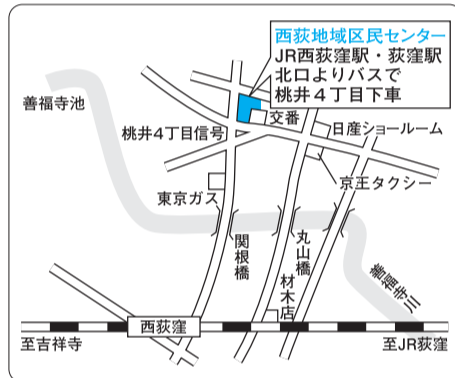 西荻地域区民センター
JR西荻窪駅・荻窪駅
北口よりバスで
桃井4丁目下車
善福寺池
交番
桃井4丁目信号
日産ショールーム
京王タクシー
東京ガス
関根橋
丸山橋
材木店
善福寺川
西荻窪
至吉祥寺
至JR荻窪